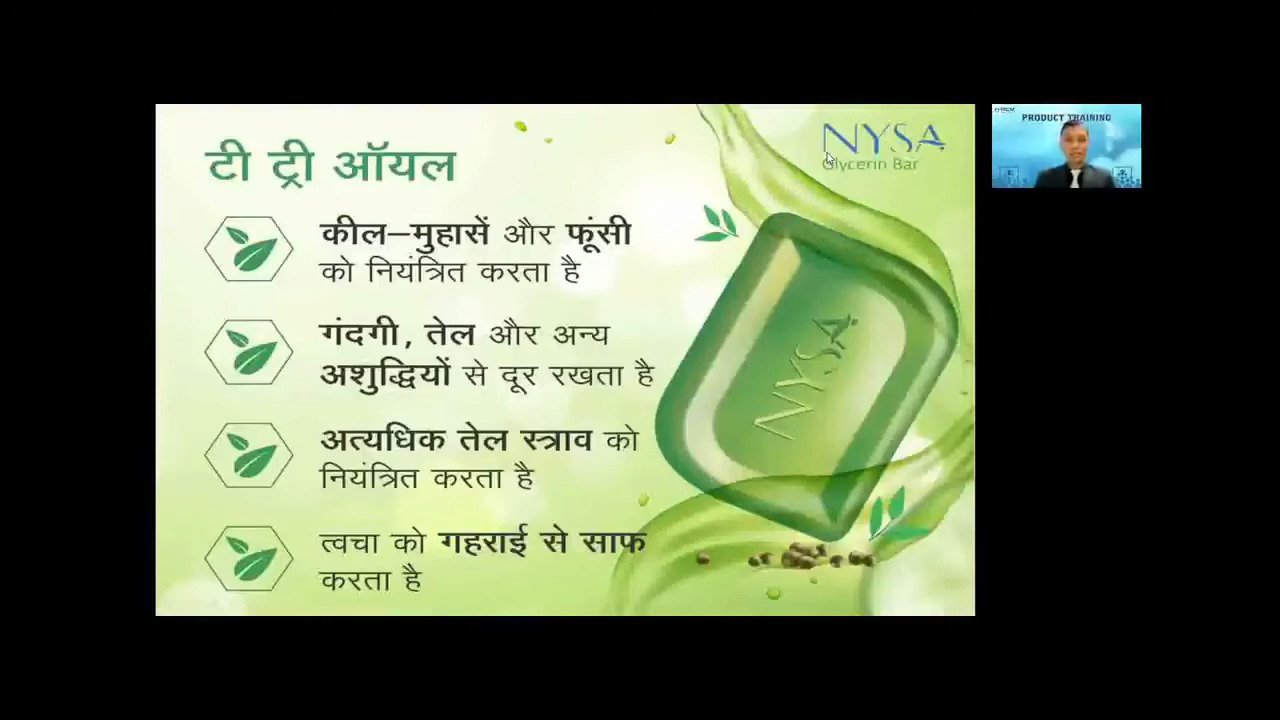 टी ट्री ऑयल
कील–मुहासें और फूंसी
को नियंत्रित करता है
गंदगी, तेल और अन्य
अशुद्धियों से दूर रखता है
अत्यधिक तेल स्त्राव को
नियंत्रित करता है
त्वचा को गहराई से साफ
करता है
NYSA
Glycerin Bar
NYSA
PRODUCT TRAINING